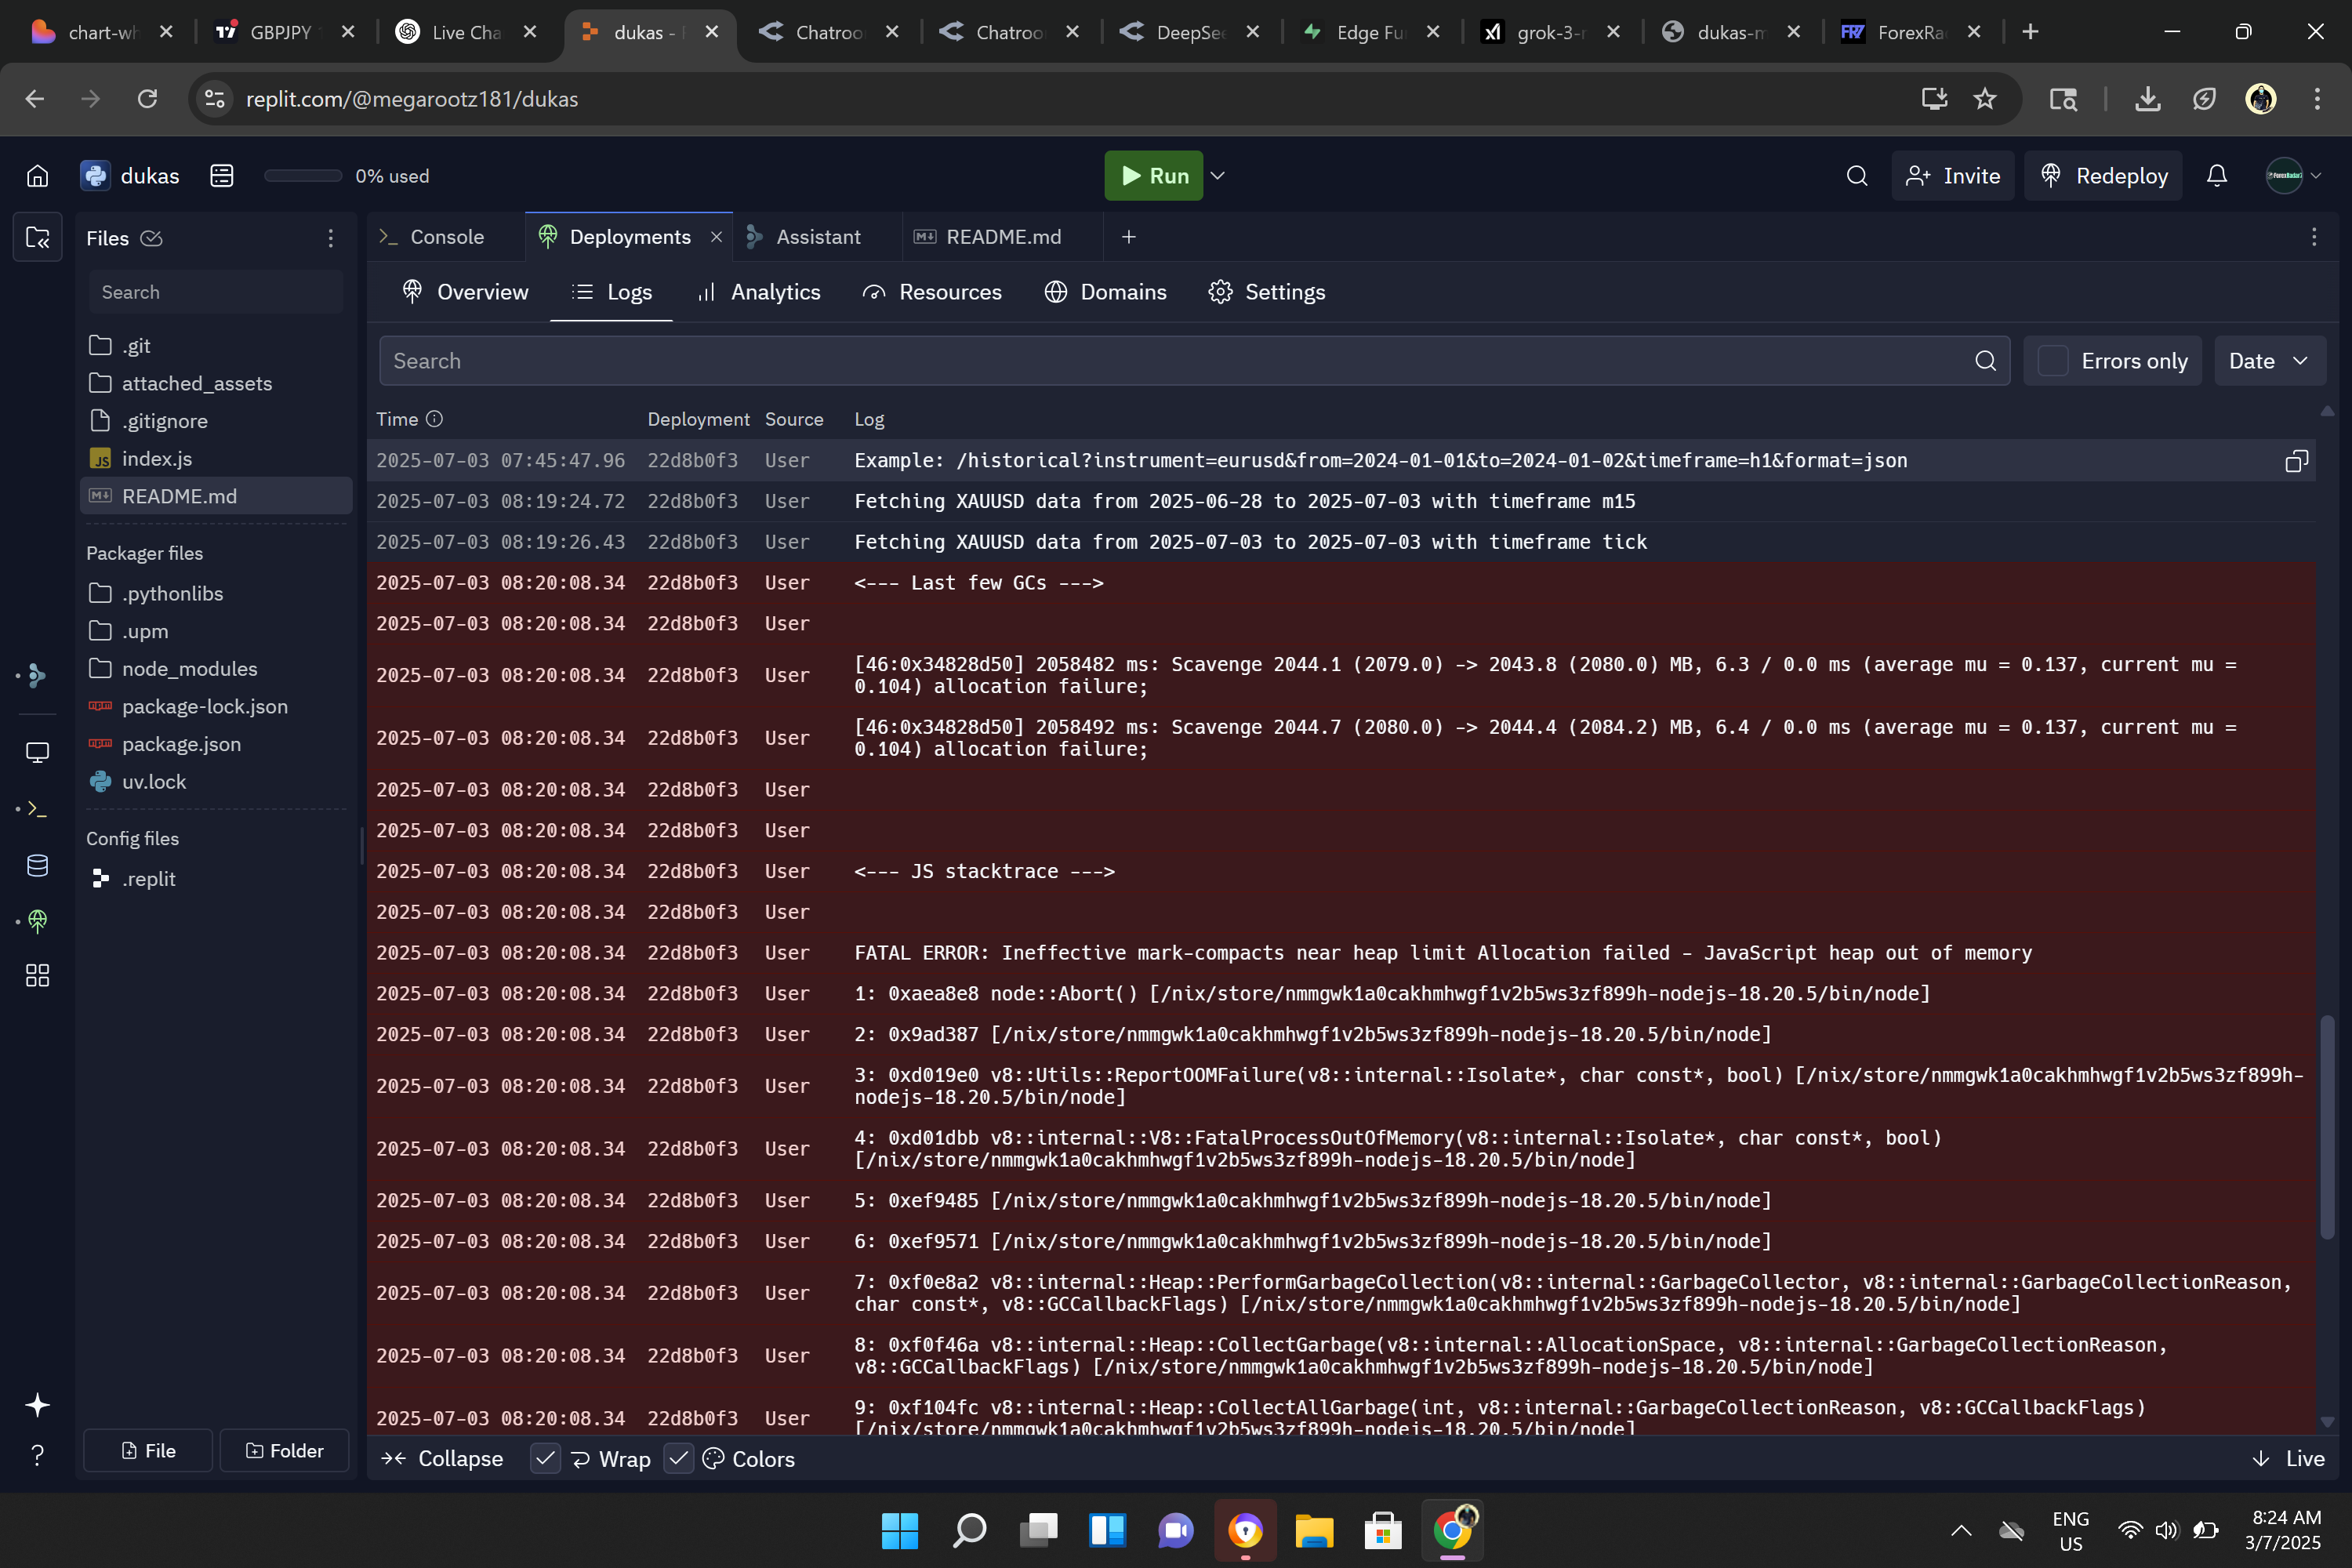 chart-wh
GBPJPY
Live Cha
dukas -
Chatroo
Chatroo
DeepSee
Edge Fu
grok-3-
dukas-m
ForexRa
replit.com/@megarootz181/dukas
dukas
0% used
Run
Invite
Redeploy
Files
Search
.git
attached_assets
.gitignore
JS index.js
README.md
Packager files
.pythonlibs
.upm
node_modules
package-lock.json
package.json
uv.lock
Config files
.replit
File
Folder
Console
Deployments
Assistant
README.md
Overview
Logs
Analytics
Resources
Domains
Settings
Search
Errors only
Date
Time Deployment Source Log
2025-07-03 07:45:47.96 22d8b0f3 User Example: /historical?instrument=eurusd&from=2024-01-01&to=2024-01-02&timeframe=h1&format=json
2025-07-03 08:19:24.72 22d8b0f3 User Fetching XAUUSD data from 2025-06-28 to 2025-07-03 with timeframe m15
2025-07-03 08:19:26.43 22d8b0f3 User Fetching XAUUSD data from 2025-07-03 to 2025-07-03 with timeframe tick
2025-07-03 08:20:08.34 22d8b0f3 User <--- Last few GCs --->
2025-07-03 08:20:08.34 22d8b0f3 User
2025-07-03 08:20:08.34 22d8b0f3 User [46:0x34828d50] 2058482 ms: Scavenge 2044.1 (2079.0) -> 2043.8 (2080.0) MB, 6.3 / 0.0 ms (average mu = 0.137, current mu =
0.104) allocation failure;
2025-07-03 08:20:08.34 22d8b0f3 User [46:0x34828d50] 2058492 ms: Scavenge 2044.7 (2080.0) -> 2044.4 (2084.2) MB, 6.4 / 0.0 ms (average mu = 0.137, current mu =
0.104) allocation failure;
2025-07-03 08:20:08.34 22d8b0f3 User
2025-07-03 08:20:08.34 22d8b0f3 User
2025-07-03 08:20:08.34 22d8b0f3 User <--- JS stacktrace --->
2025-07-03 08:20:08.34 22d8b0f3 User
2025-07-03 08:20:08.34 22d8b0f3 User FATAL ERROR: Ineffective mark-compacts near heap limit Allocation failed - JavaScript heap out of memory
2025-07-03 08:20:08.34 22d8b0f3 User 1: 0xaea8e8 node::Abort() [/nix/store/nmmgwk1a0cakhmhwgf1v2b5ws3zf899h-nodejs-18.20.5/bin/node]
2025-07-03 08:20:08.34 22d8b0f3 User 2: 0x9ad387 [/nix/store/nmmgwk1a0cakhmhwgf1v2b5ws3zf899h-nodejs-18.20.5/bin/node]
2025-07-03 08:20:08.34 22d8b0f3 User 3: 0xd019e0 v8::Utils::ReportOOMFailure(v8::internal::Isolate*, char const*, bool) [/nix/store/nmmgwk1a0cakhmhwgf1v2b5ws3zf899h-
nodejs-18.20.5/bin/node]
2025-07-03 08:20:08.34 22d8b0f3 User 4: 0xd01dbb v8::internal::V8::FatalProcessOutOfMemory(v8::internal::Isolate*, char const*, bool)
[/nix/store/nmmgwk1a0cakhmhwgf1v2b5ws3zf899h-nodejs-18.20.5/bin/node]
2025-07-03 08:20:08.34 22d8b0f3 User 5: 0xef9485 [/nix/store/nmmgwk1a0cakhmhwgf1v2b5ws3zf899h-nodejs-18.20.5/bin/node]
2025-07-03 08:20:08.34 22d8b0f3 User 6: 0xef9571 [/nix/store/nmmgwk1a0cakhmhwgf1v2b5ws3zf899h-nodejs-18.20.5/bin/node]
2025-07-03 08:20:08.34 22d8b0f3 User 7: 0xf0e8a2 v8::internal::Heap::PerformGarbageCollection(v8::internal::GarbageCollector, v8::internal::GarbageCollectionReason,
char const*, v8::GCCallbackFlags) [/nix/store/nmmgwk1a0cakhmhwgf1v2b5ws3zf899h-nodejs-18.20.5/bin/node]
2025-07-03 08:20:08.34 22d8b0f3 User 8: 0xf0f46a v8::internal::Heap::CollectGarbage(v8::internal::AllocationSpace, v8::internal::GarbageCollectionReason,
v8::GCCallbackFlags) [/nix/store/nmmgwk1a0cakhmhwgf1v2b5ws3zf899h-nodejs-18.20.5/bin/node]
2025-07-03 08:20:08.34 22d8b0f3 User 9: 0xf104fc v8::internal::Heap::CollectAllGarbage(int, v8::internal::GarbageCollectionReason, v8::GCCallbackFlags)
[/nix/store/nmmgwk1a0cakhmhwgf1v2b5ws3zf899h-nodejs-18.20.5/bin/node]
Collapse
Wrap
Colors
Live
ENG
US
8:24 AM
3/7/2025